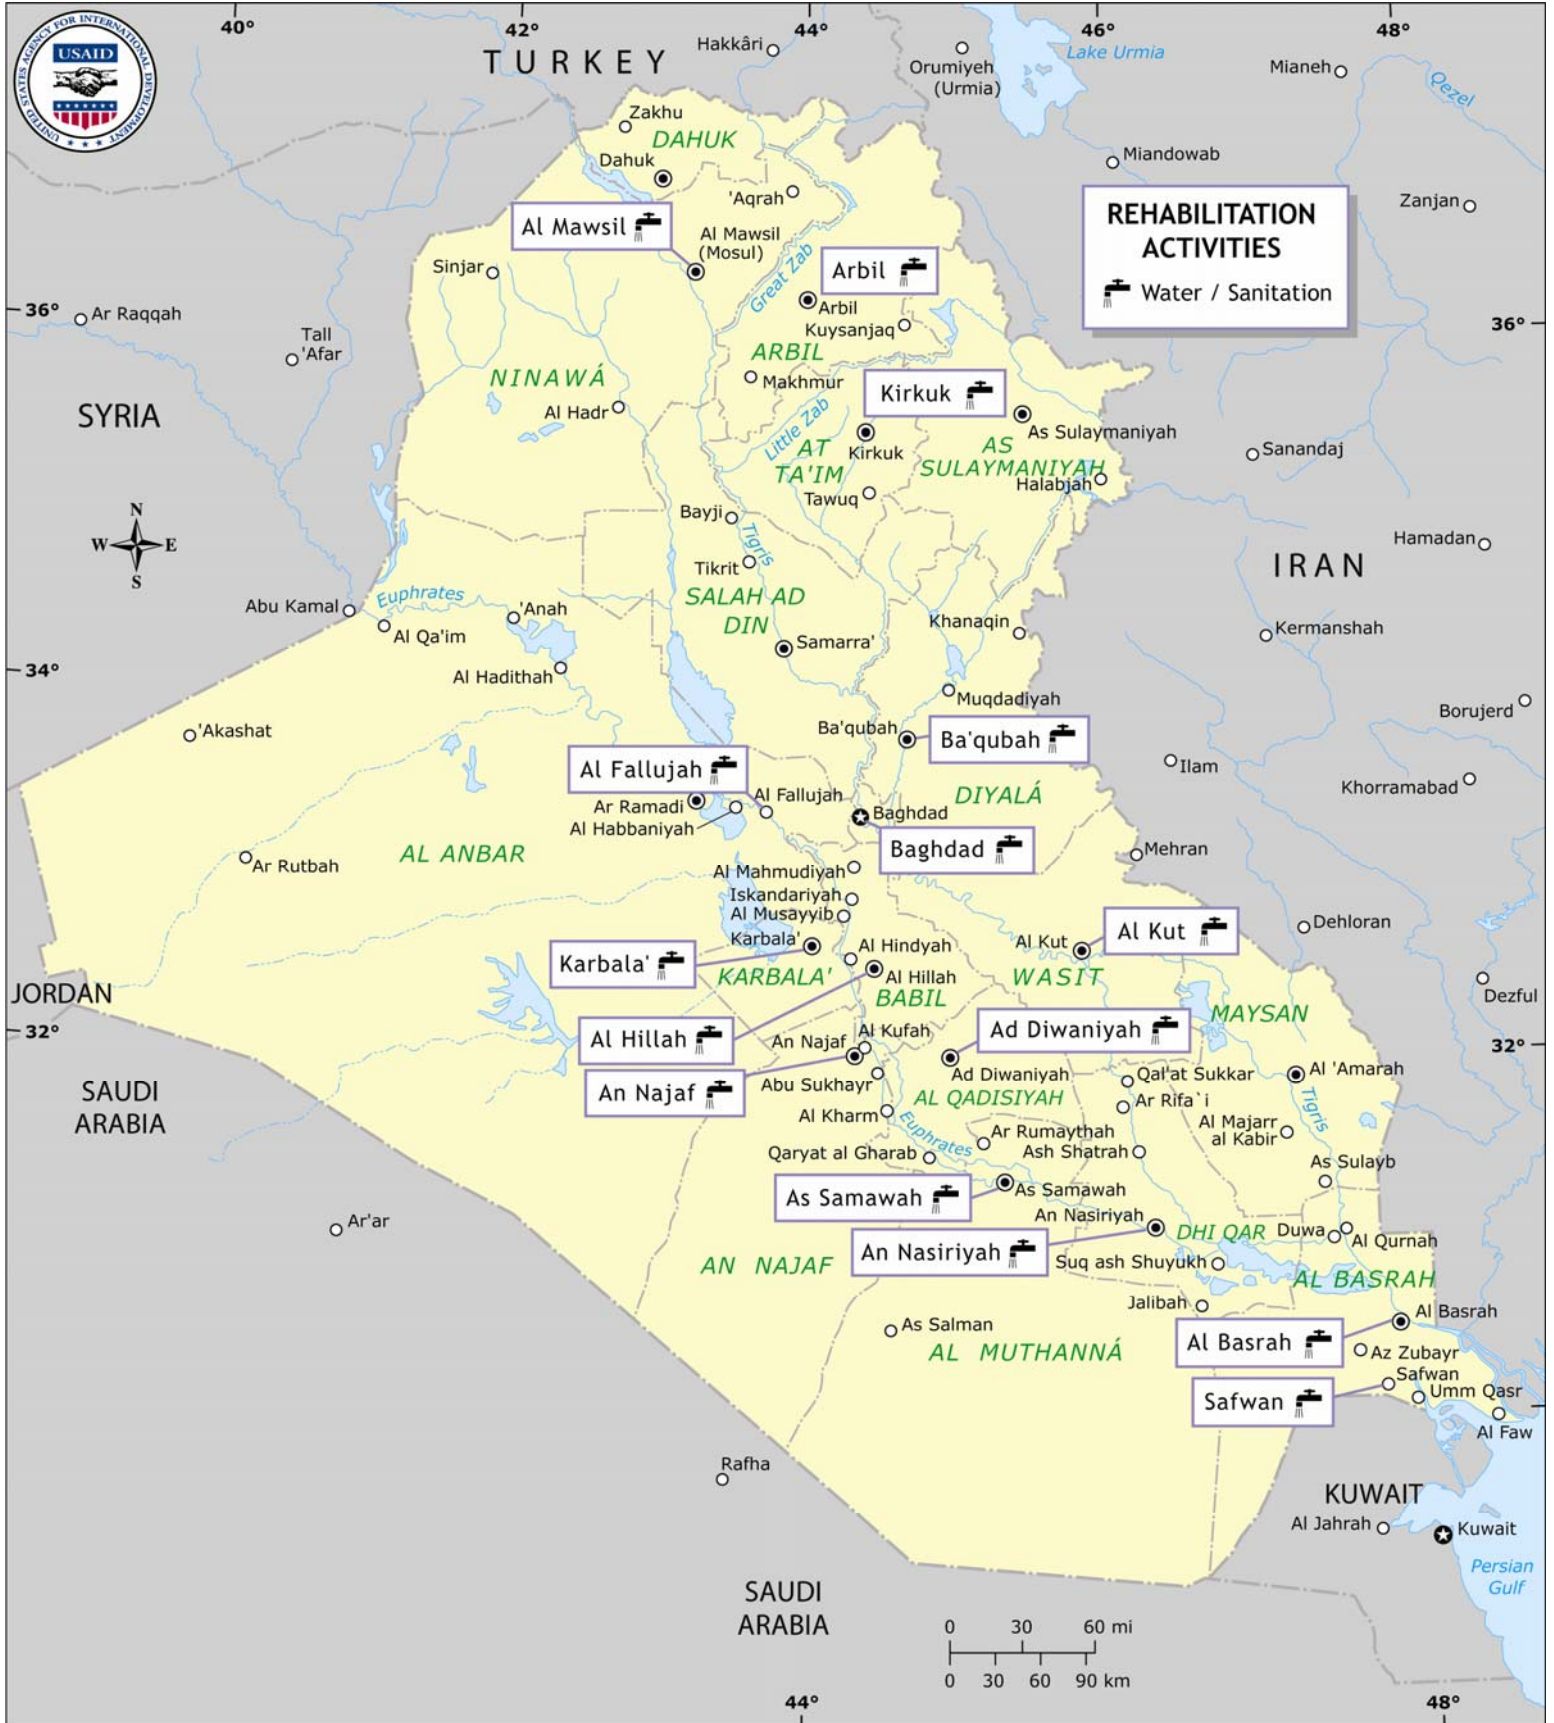 40°
42°
44°
46°
48°
UNITED STATES AGENCY FOR INTERNATIONAL DEVELOPMENT
USAID
TURKEY
Hakkâri
Orumiyeh
(Urmia)
Lake Urmia
Mianeh
Qezel
Zakhu
DAHUK
Dahuk
'Aqrah
Miandowab
Zanjan
REHABILITATION
ACTIVITIES
Water / Sanitation
Al Mawsil
Al Mawsil
(Mosul)
Great Zab
Arbil
Arbil
Kuysanjaq
Sinjar
36°
36°
Ar Raqqah
Tall
'Afar
ARBIL
Makhmur
NINAWÁ
Al Hadr
SYRIA
Kirkuk
Little Zab
Kirkuk
As Sulaymaniyah
AT
TA'IM
AS
SULAYMANIYAH
Halabjah
Tawuq
Sanandaj
Bayji
Tigris
Tikrit
N
W
E
S
Hamadan
IRAN
SALAH AD
DIN
Samarra'
Euphrates
Abu Kamal
Al Qa'im
'Anah
Al Hadithah
Khanaqin
Kermanshah
34°
Muqdadiyah
Borujerd
'Akashat
Ba'qubah
Ba'qubah
Ilam
Khorramabad
Al Fallujah
Al Fallujah
Ar Ramadi
Al Habbaniyah
DIYALÁ
Baghdad
Baghdad
Mehran
AL ANBAR
Ar Rutbah
Al Mahmudiyah
Iskandariyah
Al Musayyib
Karbala'
Karbala'
KARBALA'
Al Hindyah
Al Hillah
BABIL
Al Kut
Al Kut
WASIT
Dehloran
Dezful
JORDAN
MAYSAN
Al Hillah
Ad Diwaniyah
32°
32°
An Najaf
Al Kufah
An Najaf
Abu Sukhayr
Ad Diwaniyah
AL QADISIYAH
Qal'at Sukkar
Ar Rifa`i
Al 'Amarah
Tigris
Al Majarr
al Kabir
SAUDI
ARABIA
Al Kharm
Euphrates
Ar Rumaythah
Ash Shatrah
Qaryat al Gharab
As Sulayb
As Samawah
As Samawah
An Nasiriyah
An Nasiriyah
DHI QAR
Duwa
Al Qurnah
Suq ash Shuyukh
Ar'ar
AN NAJAF
AL BASRAH
Jalibah
Al Basrah
Al Basrah
As Salman
AL MUTHANNÁ
Az Zubayr
Safwan
Safwan
Umm Qasr
Al Faw
Rafha
KUWAIT
Al Jahrah
Kuwait
Persian
Gulf
SAUDI
ARABIA
0 30 60 mi
0 30 60 90 km
44°
48°